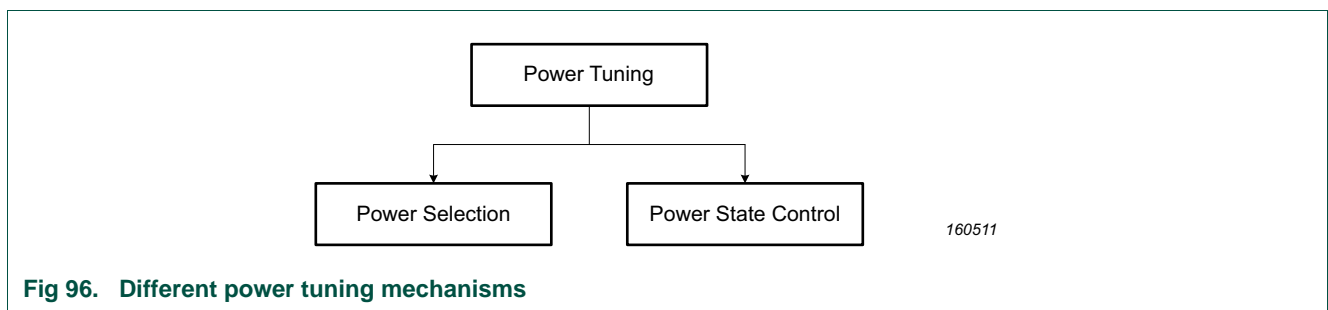 Power Tuning
Power Selection
Power State Control
160511
Fig 96. Different power tuning mechanisms